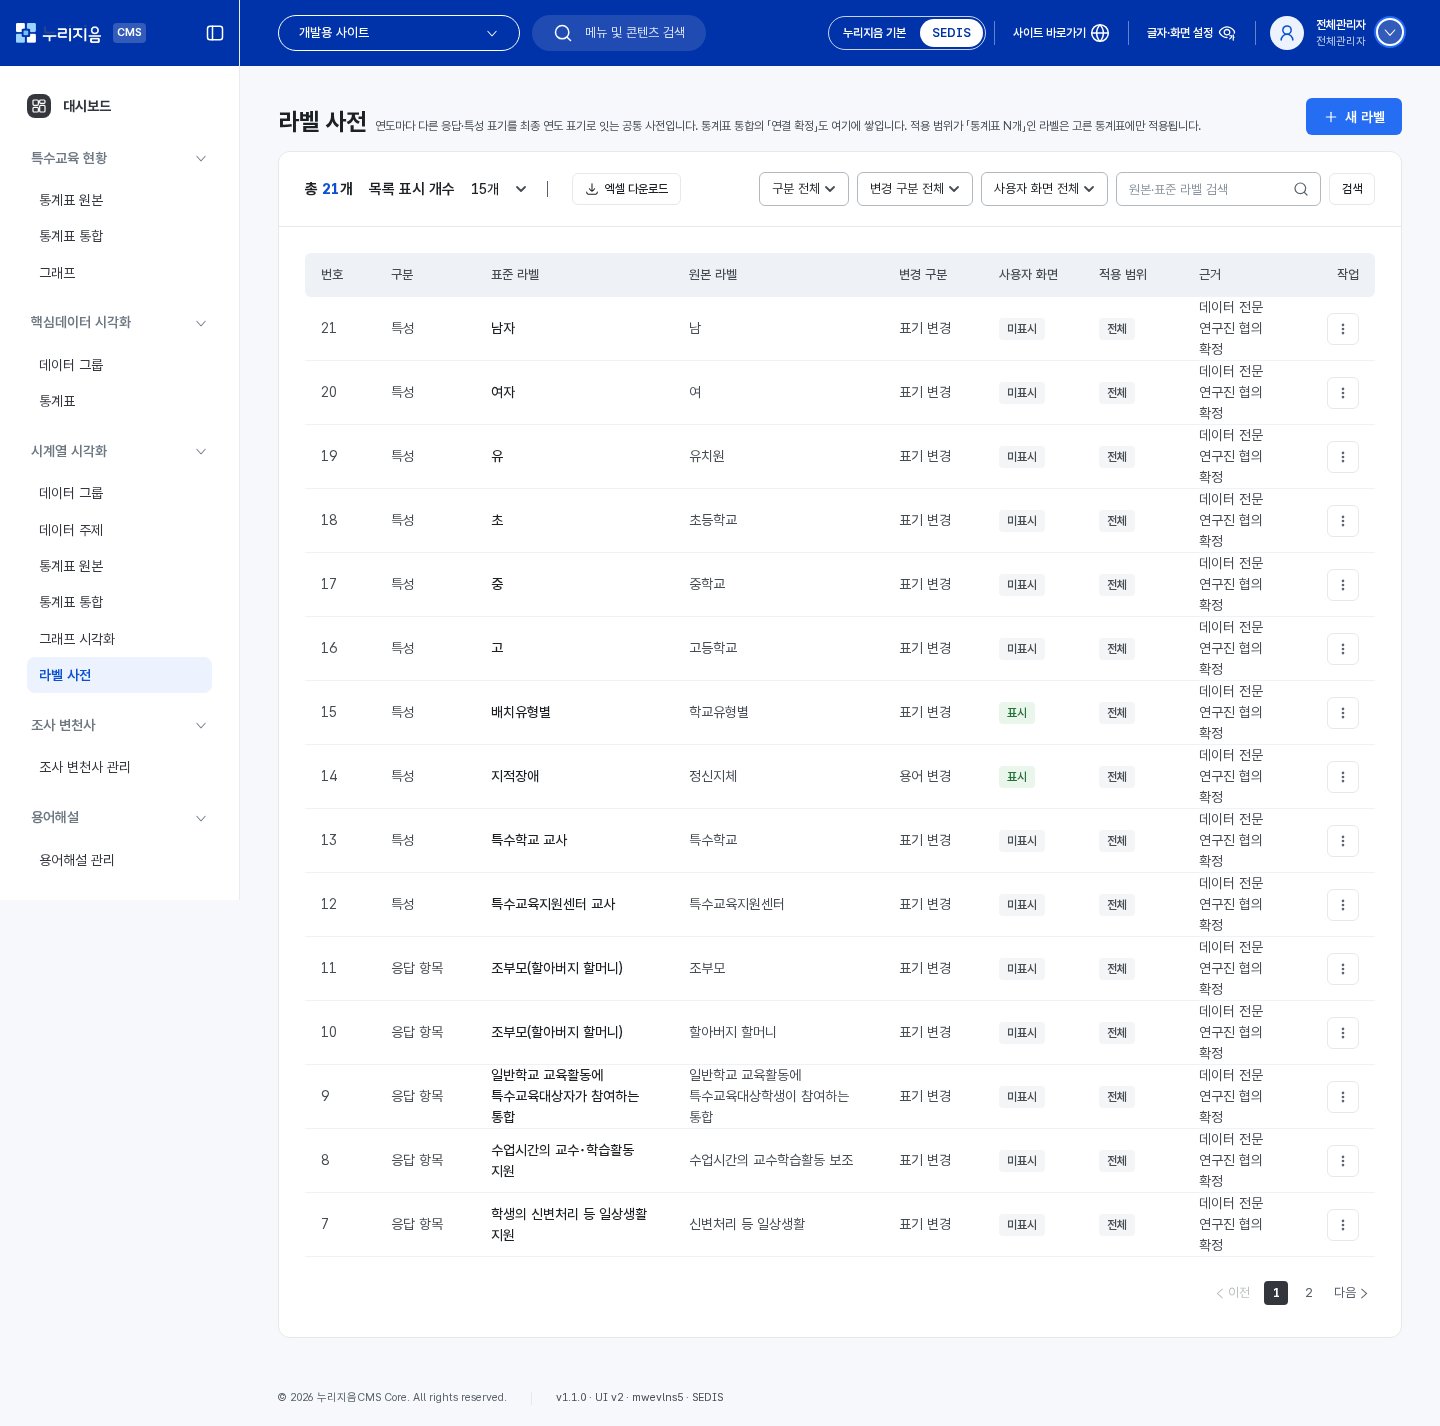 누리지음 CMS
개발용 사이트
메뉴 및 콘텐츠 검색
누리지음 기본 SEDIS
사이트 바로가기
글자·화면 설정
전체관리자
전체관리자
대시보드
특수교육 현황
통계표 원본
통계표 통합
그래프
핵심데이터 시각화
데이터 그룹
통계표
시계열 시각화
데이터 그룹
데이터 주제
통계표 원본
통계표 통합
그래프 시각화
라벨 사전
조사 변천사
조사 변천사 관리
용어해설
용어해설 관리
라벨 사전 연도마다 다른 응답·특성 표기를 최종 연도 표기로 잇는 공통 사전입니다. 통계표 통합의 「연결 확정」도 여기에 쌓입니다. 적용 범위가 「통계표 N개」인 라벨은 고른 통계표에만 적용됩니다.
새 라벨
총 21개 목록 표시 개수 15개 엑셀 다운로드 구분 전체 변경 구분 전체 사용자 화면 전체 원본·표준 라벨 검색 검색
번호 구분 표준 라벨 원본 라벨 변경 구분 사용자 화면 적용 범위 근거 작업
21 특성 남자 남 표기 변경 미표시 전체 데이터 전문 연구진 협의 확정
20 특성 여자 여 표기 변경 미표시 전체 데이터 전문 연구진 협의 확정
19 특성 유 유치원 표기 변경 미표시 전체 데이터 전문 연구진 협의 확정
18 특성 초 초등학교 표기 변경 미표시 전체 데이터 전문 연구진 협의 확정
17 특성 중 중학교 표기 변경 미표시 전체 데이터 전문 연구진 협의 확정
16 특성 고 고등학교 표기 변경 미표시 전체 데이터 전문 연구진 협의 확정
15 특성 배치유형별 학교유형별 표기 변경 표시 전체 데이터 전문 연구진 협의 확정
14 특성 지적장애 정신지체 용어 변경 표시 전체 데이터 전문 연구진 협의 확정
13 특성 특수학교 교사 특수학교 표기 변경 미표시 전체 데이터 전문 연구진 협의 확정
12 특성 특수교육지원센터 교사 특수교육지원센터 표기 변경 미표시 전체 데이터 전문 연구진 협의 확정
11 응답 항목 조부모(할아버지 할머니) 조부모 표기 변경 미표시 전체 데이터 전문 연구진 협의 확정
10 응답 항목 조부모(할아버지 할머니) 할아버지 할머니 표기 변경 미표시 전체 데이터 전문 연구진 협의 확정
9 응답 항목 일반학교 교육활동에 특수교육대상자가 참여하는 통합 일반학교 교육활동에 특수교육대상학생이 참여하는 통합 표기 변경 미표시 전체 데이터 전문 연구진 협의 확정
8 응답 항목 수업시간의 교수·학습활동 지원 수업시간의 교수학습활동 보조 표기 변경 미표시 전체 데이터 전문 연구진 협의 확정
7 응답 항목 학생의 신변처리 등 일상생활 지원 신변처리 등 일상생활 표기 변경 미표시 전체 데이터 전문 연구진 협의 확정
이전 1 2 다음
© 2026 누리지음CMS Core. All rights reserved. v1.1.0 · UI v2 · mwevlns5 · SEDIS